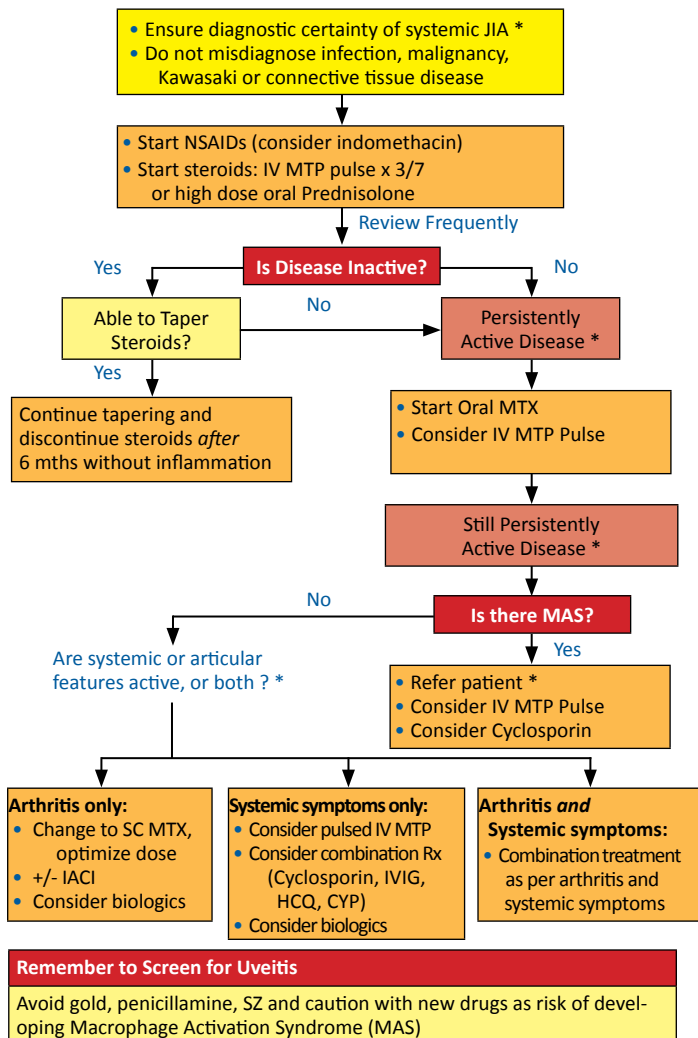 • Ensure diagnostic certainty of systemic JIA *
• Do not misdiagnose infection, malignancy,
Kawasaki or connective tissue disease
• Start NSAIDs (consider indomethacin)
• Start steroids: IV MTP pulse x 3/7
or high dose oral Prednisolone
Review Frequently
Is Disease Inactive?
Yes
No
Able to Taper
Steroids?
No
Persistently
Active Disease *
Yes
Continue tapering and
discontinue steroids after
6 mths without inflammation
• Start Oral MTX
• Consider IV MTP Pulse
Still Persistently
Active Disease *
Is there MAS?
No
Yes
Are systemic or articular
features active, or both ? *
• Refer patient *
• Consider IV MTP Pulse
• Consider Cyclosporin
Arthritis only:
• Change to SC MTX,
optimize dose
• +/- IACI
• Consider biologics
Systemic symptoms only:
• Consider pulsed IV MTP
• Consider combination Rx
(Cyclosporin, IVIG,
HCQ, CYP)
• Consider biologics
Arthritis and
Systemic symptoms:
• Combination treatment
as per arthritis and
systemic symptoms
Remember to Screen for Uveitis
Avoid gold, penicillamine, SZ and caution with new drugs as risk of devel-
oping Macrophage Activation Syndrome (MAS)